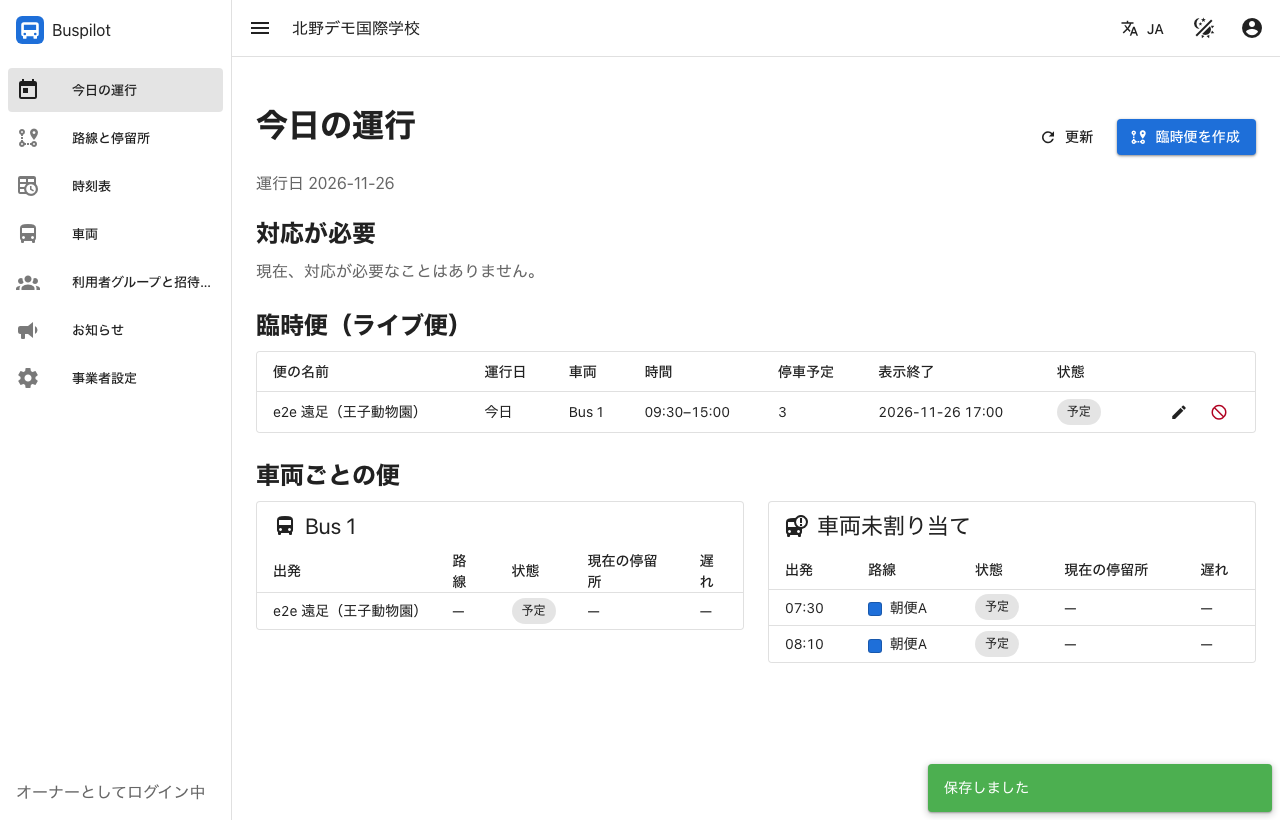 Buspilot
北野デモ国際学校
JA
今日の運行
路線と停留所
時刻表
車両
利用者グループと招待...
お知らせ
事業者設定
オーナーとしてログイン中
今日の運行
更新
臨時便を作成
運行日 2026-11-26
対応が必要
現在、対応が必要なことはありません。
臨時便（ライブ便）
便の名前 運行日 車両 時間 停車予定 表示終了 状態
e2e 遠足（王子動物園） 今日 Bus 1 09:30–15:00 3 2026-11-26 17:00 予定
車両ごとの便
Bus 1
出発 路線 状態 現在の停留所 遅れ
e2e 遠足（王子動物園） — 予定 — —
車両未割り当て
出発 路線 状態 現在の停留所 遅れ
07:30 朝便A 予定 — —
08:10 朝便A 予定 — —
保存しました